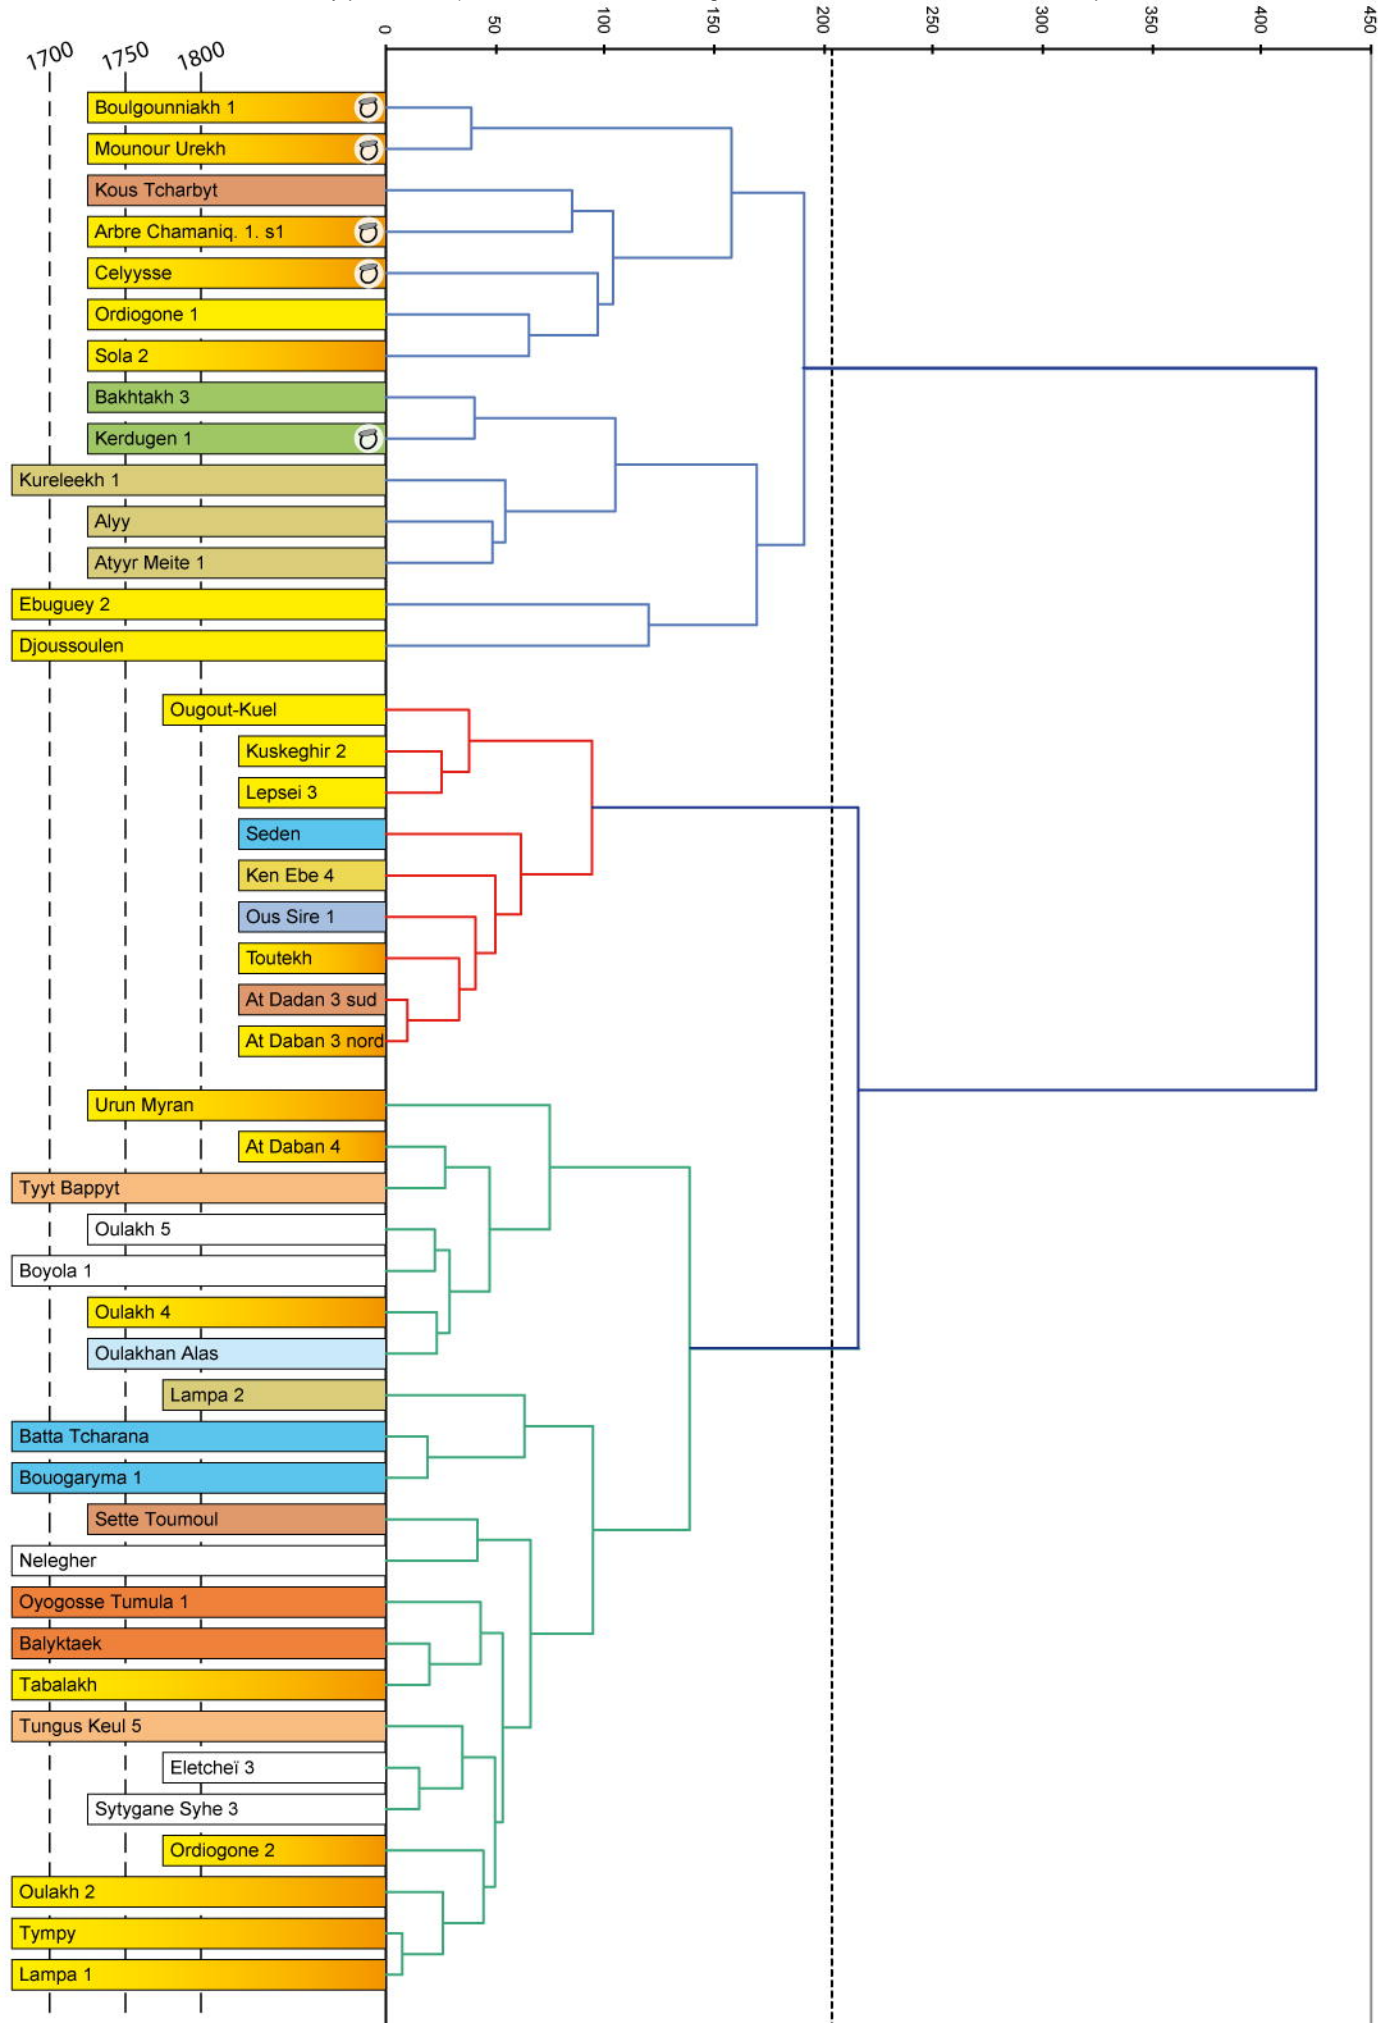 0
50
100
150
200
250
300
350
400
450
1700
1750
1800
Boulgounniakh 1
Mounour Urekh
Kous Tcharbyt
Arbre Chamaniq. 1. s1
Celyysse
Ordiogone 1
Sola 2
Bakhtakh 3
Kerdugen 1
Kureleekh 1
Alyy
Atyyr Meite 1
Ebuguey 2
Djoussoulen
Ougout-Kuel
Kuskeghir 2
Lepsei 3
Seden
Ken Ebe 4
Ous Sire 1
Toutekh
At Dadan 3 sud
At Daban 3 nord
Urun Myran
At Daban 4
Tyyt Bappyt
Oulakh 5
Boyola 1
Oulakh 4
Oulakhan Alas
Lampa 2
Batta Tcharana
Bouogaryma 1
Sette Toumoul
Nelegher
Oyogosse Tumula 1
Balyktaek
Tabalakh
Tungus Keul 5
Eletcheï 3
Sytygane Syhe 3
Ordiogone 2
Oulakh 2
Tympy
Lampa 1